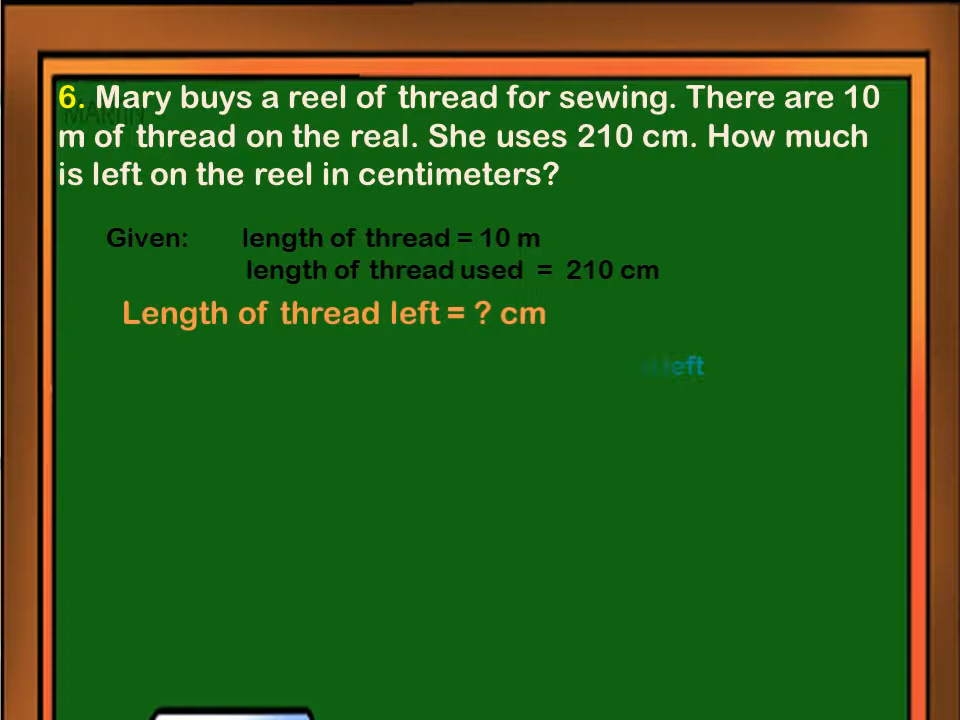 6. Mary buys a reel of thread for sewing. There are 10
m of thread on the real. She uses 210 cm. How much
is left on the reel in centimeters?
MARTIN
Given: length of thread = 10 m
length of thread used = 210 cm
Length of thread left = ? cm
left